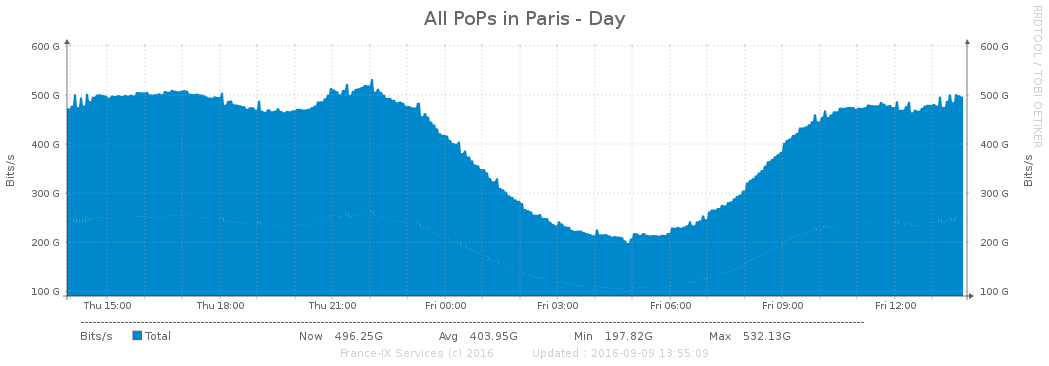 All PoPs in Paris - Day
RRDTOOL / TOBI OETIKER
Bits/s
600 G
500 G
400 G
300 G
200 G
100 G
600 G
500 G
400 G
300 G
200 G
100 G
Bits/s
Thu 15:00 Thu 18:00 Thu 21:00 Fri 00:00 Fri 03:00 Fri 06:00 Fri 09:00 Fri 12:00
Bits/s Total Now 496.25G Avg 403.95G Min 197.82G Max 532.13G
France-IX Services (c) 2016 Updated : 2016-09-09 13:55:09